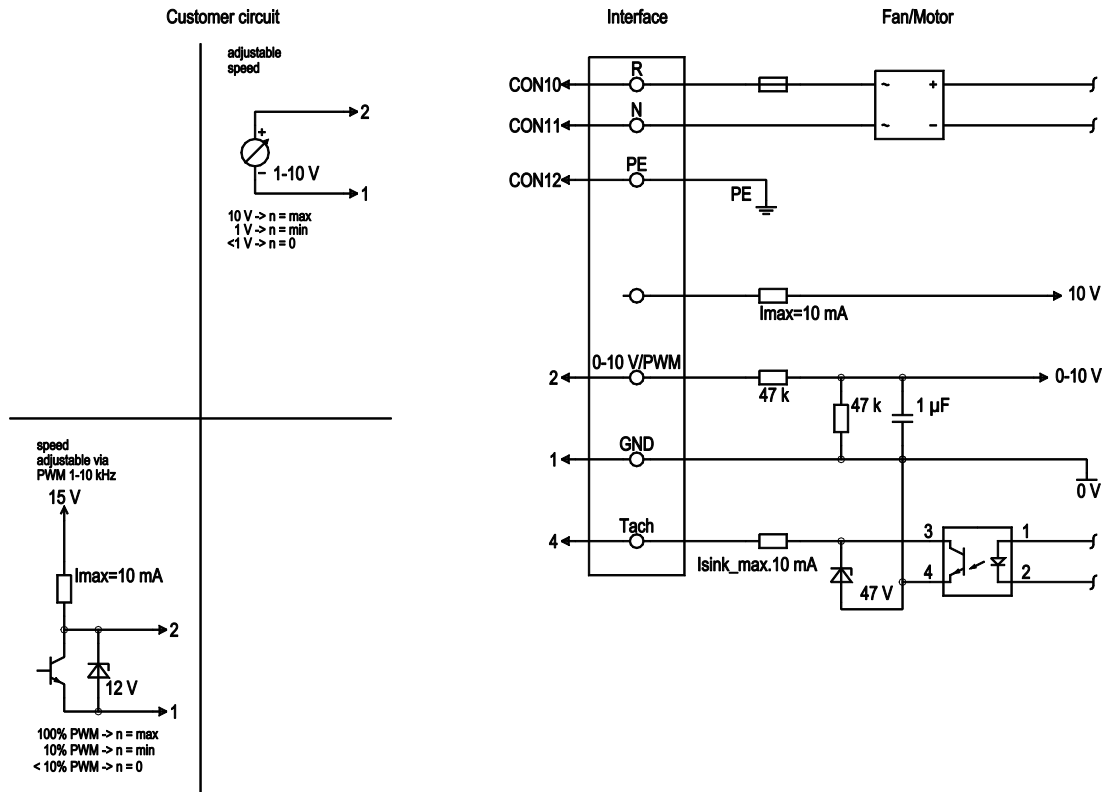 Customer circuit
Interface
Fan/Motor
adjustable
speed
2
+
– 1-10 V
1
10 V -> n = max
1 V -> n = min
<1 V -> n = 0
CON10
R
~
+
CON11
N
~
–
CON12
PE
PE
10 V
Imax=10 mA
2
0-10 V/PWM
0-10 V
47 k
47 k
1 µF
1
GND
0 V
4
Tach
3
1
Isink_max.10 mA
4
2
47 V
speed
adjustable via
PWM 1-10 kHz
15 V
Imax=10 mA
2
12 V
1
100% PWM -> n = max
10% PWM -> n = min
< 10% PWM -> n = 0